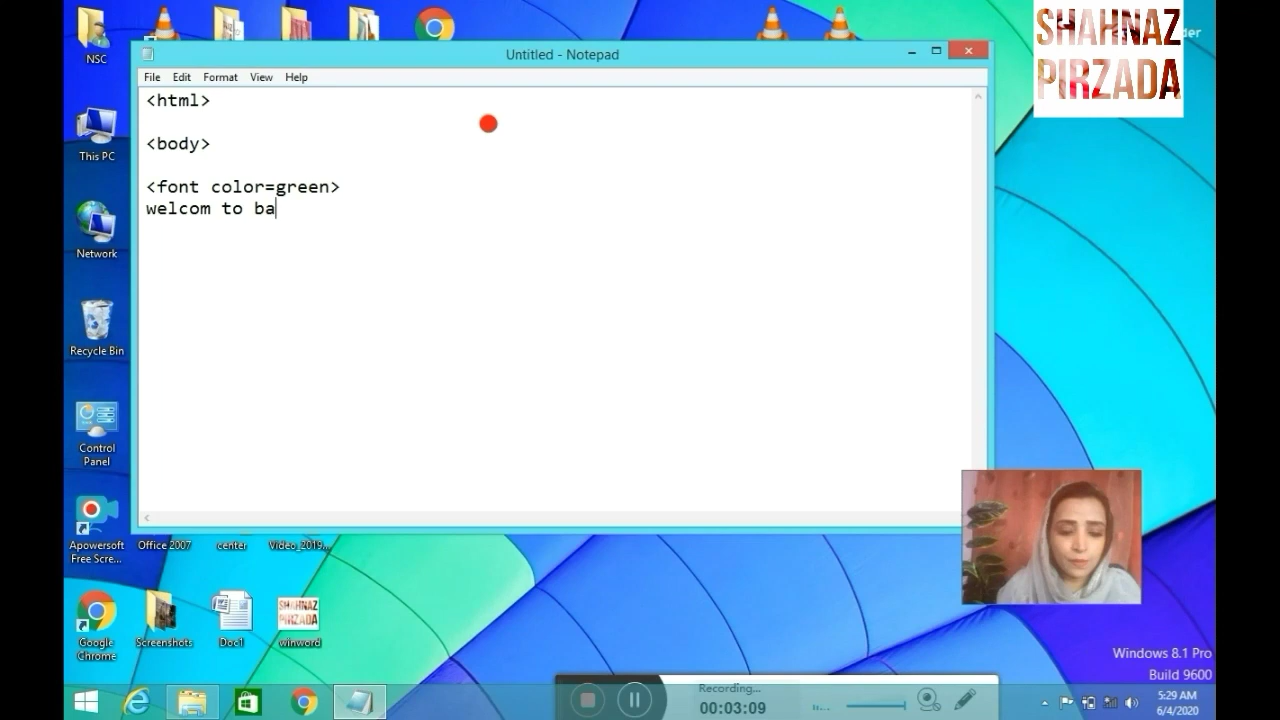 SHAHNAZ
PIRZADA
Untitled - Notepad
File Edit Format View Help
<html>
<body>
<font color=green>
welcom to ba
NSC
This PC
Network
Recycle Bin
Control
Panel
Apowersoft
Free Scre...
Office 2007
center
Video_2019...
Google
Chrome
Screenshots
Doc1
SHAHNAZ
PIRZADA
winword
Windows 8.1 Pro
Build 9600
Recording...
00:03:09
5:29 AM
6/4/2020